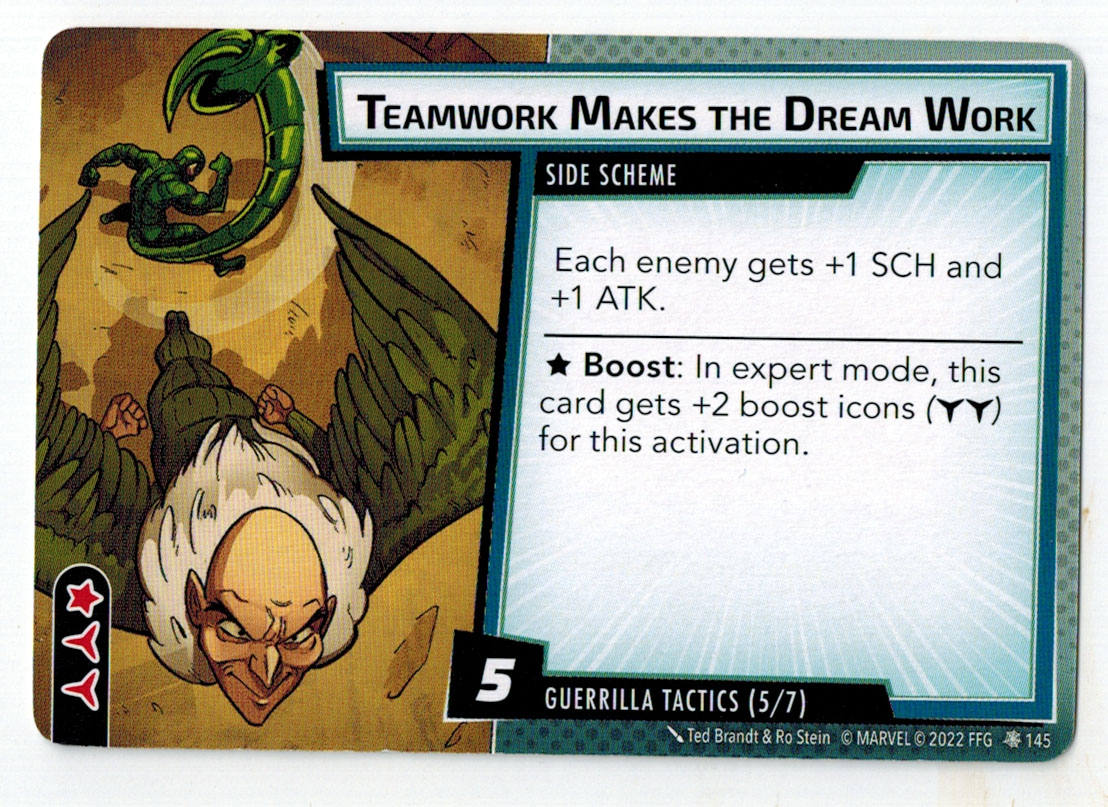 TEAMWORK MAKES THE DREAM WORK
SIDE SCHEME
Each enemy gets +1 SCH and
+1 ATK.
★ Boost: In expert mode, this
card gets +2 boost icons ()
for this activation.
5
GUERRILLA TACTICS (5/7)
Ted Brandt & Ro Stein © MARVEL © 2022 FFG 145